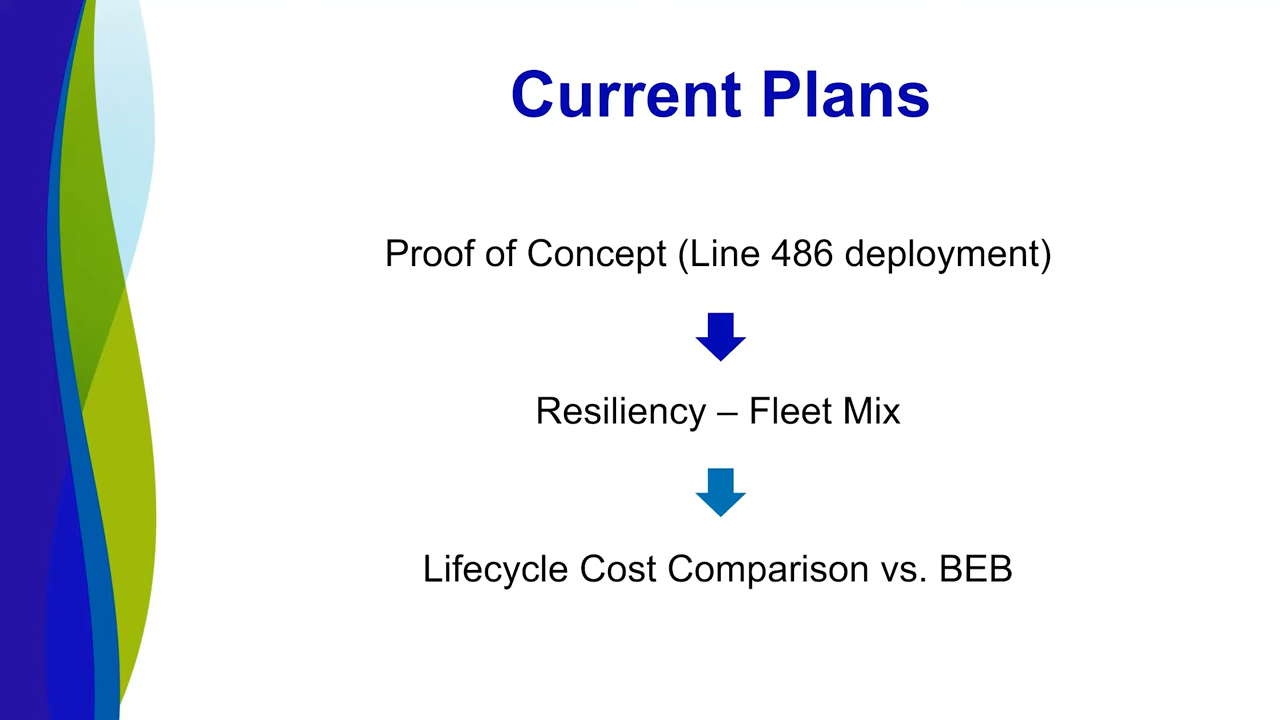 Current Plans
Proof of Concept (Line 486 deployment)
Resiliency – Fleet Mix
Lifecycle Cost Comparison vs. BEB